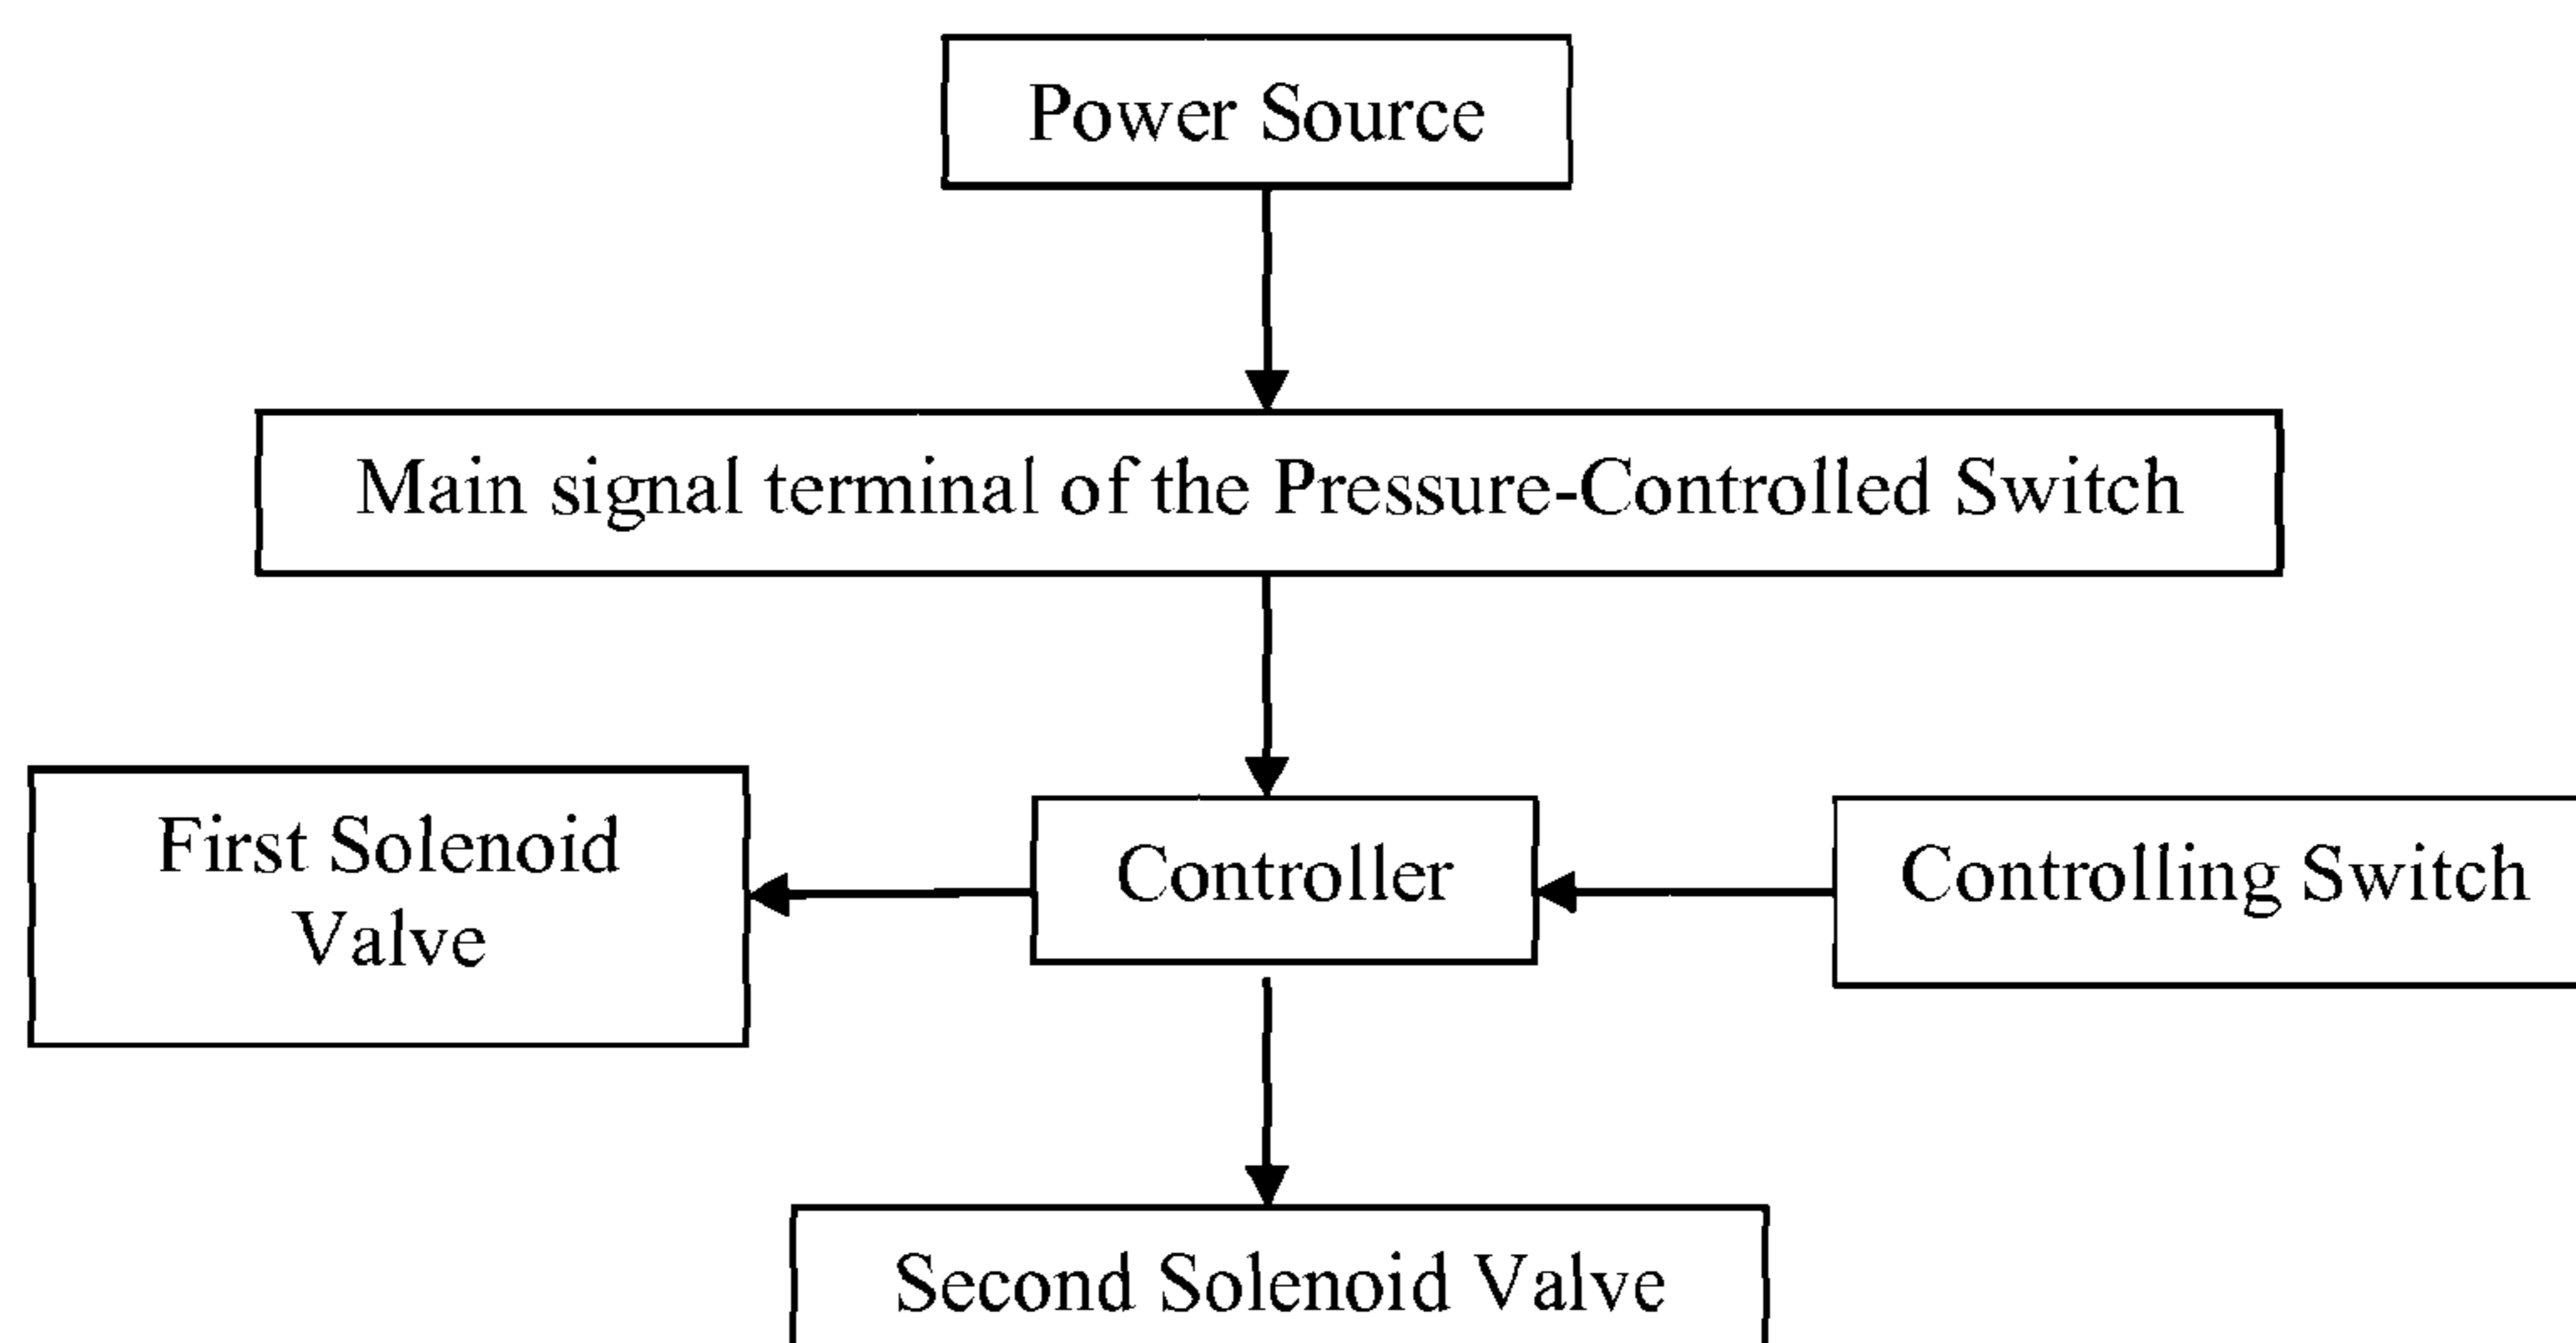 Power Source
Main signal terminal of the Pressure-Controlled Switch
First Solenoid
Valve
Controller
Controlling Switch
Second Solenoid Valve